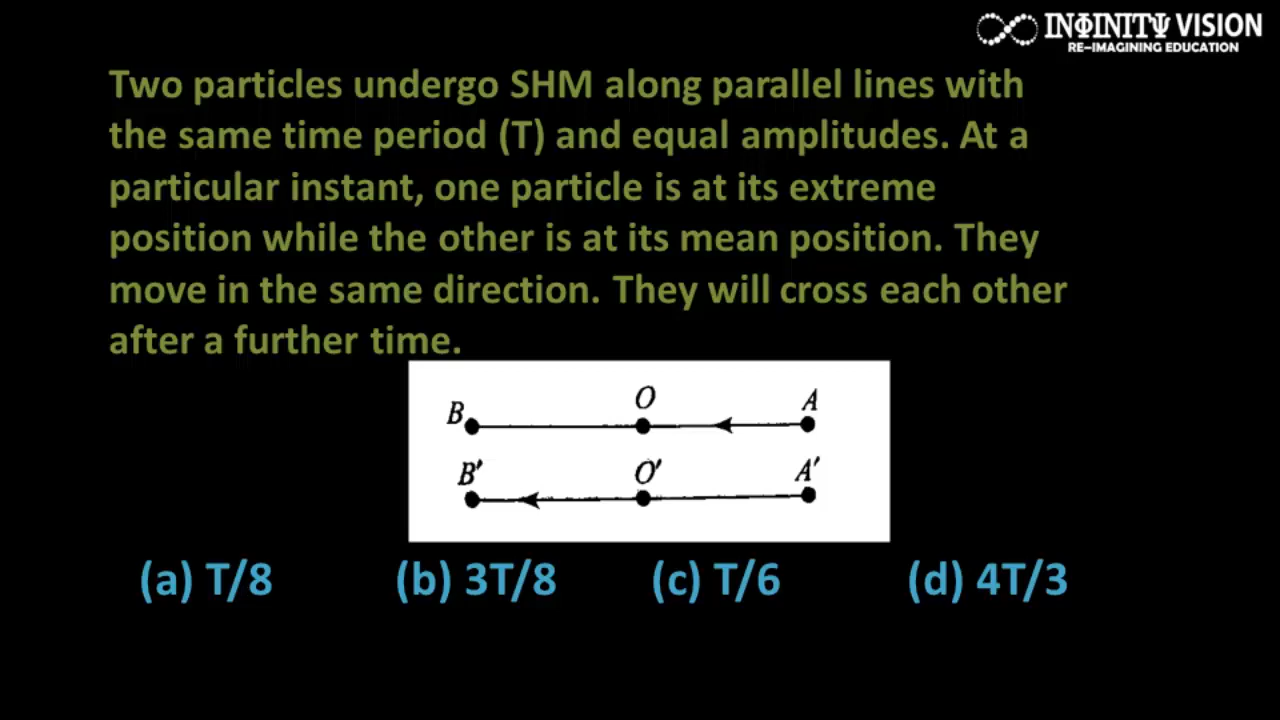 INΦINITΨ VISION
RE-IMAGINING EDUCATION
Two particles undergo SHM along parallel lines with
the same time period (T) and equal amplitudes. At a
particular instant, one particle is at its extreme
position while the other is at its mean position. They
move in the same direction. They will cross each other
after a further time.
B O A
B' O' A'
(a) T/8 (b) 3T/8 (c) T/6 (d) 4T/3